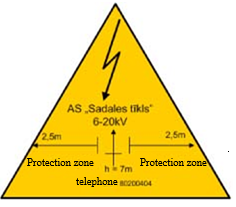 AS „Sadales tīkls"
6-20kV
2,5m 2,5m
Protection zone Protection zone
h = 7m
telephone 80200404